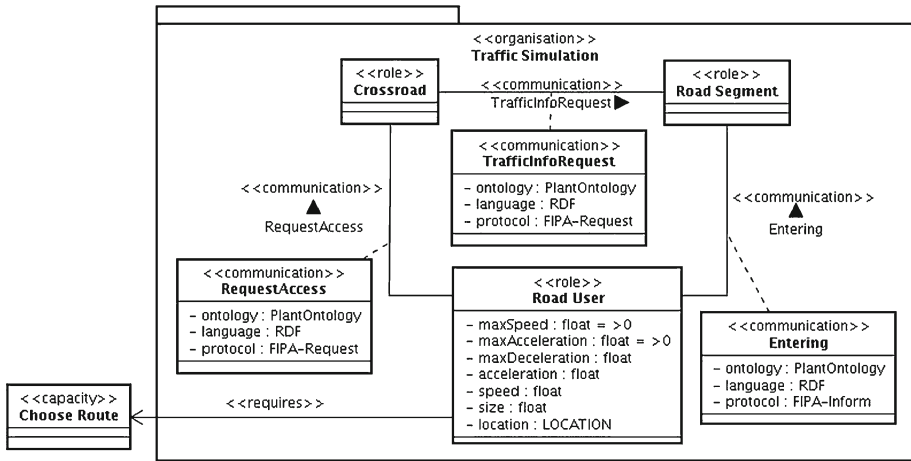 <<organisation>>
Traffic Simulation
<<role>>
Crossroad
<<communication>>
TrafficInfoRequest ▶
<<role>>
Road Segment
<<communication>>
TrafficInfoRequest
- ontology : PlantOntology
- language : RDF
- protocol : FIPA-Request
<<communication>>
▲
RequestAccess
<<communication>>
▲
Entering
<<communication>>
RequestAccess
- ontology : PlantOntology
- language : RDF
- protocol : FIPA-Request
<<role>>
Road User
- maxSpeed : float = >0
- maxAcceleration : float = >0
- maxDeceleration : float
- acceleration : float
- speed : float
- size : float
- location : LOCATION
<<communication>>
Entering
- ontology : PlantOntology
- language : RDF
- protocol : FIPA-Inform
<<capacity>>
Choose Route
<<requires>>